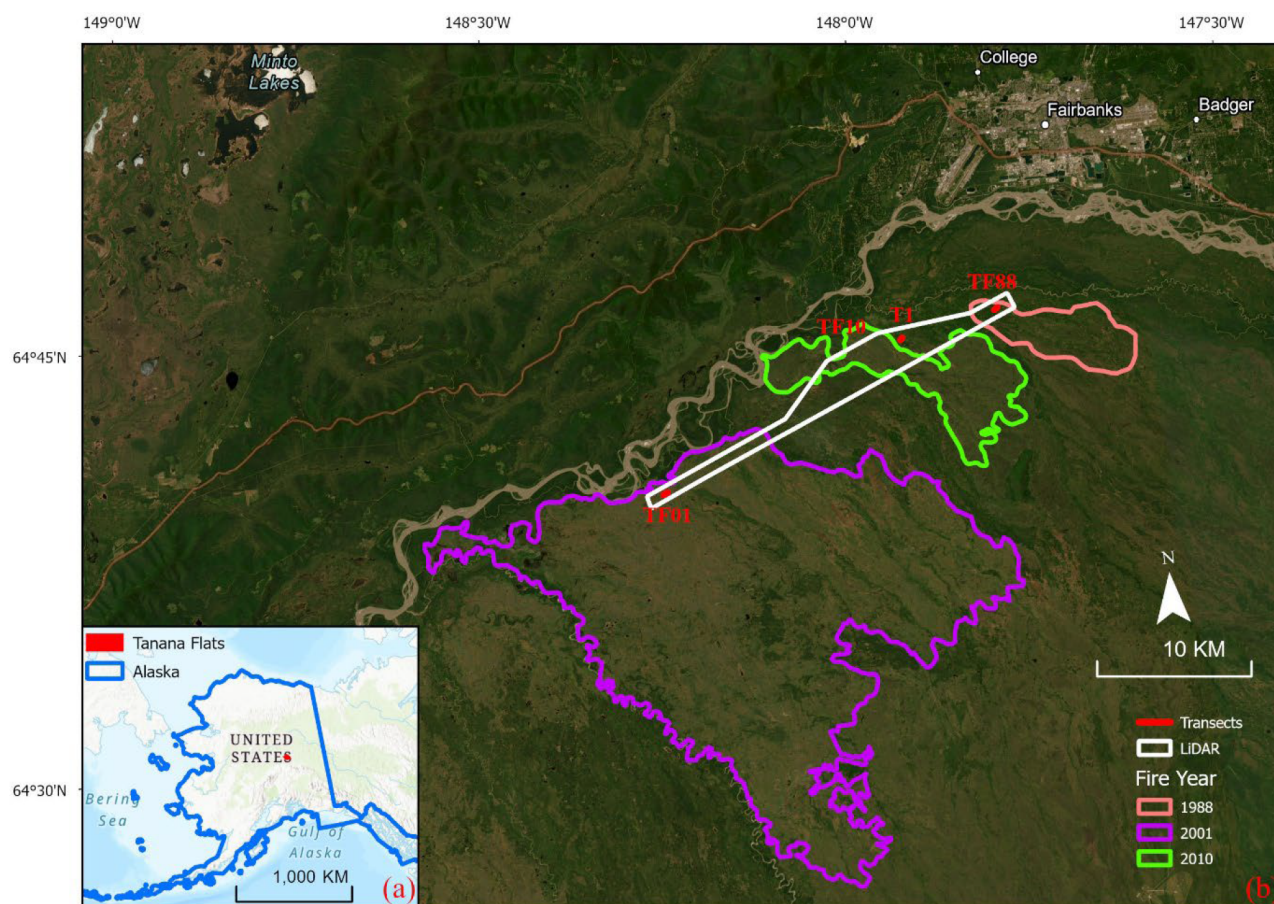 149°0'W 148°30'W 148°0'W 147°30'W
Minto
Lakes
College
Fairbanks
Badger
TF88
T1
TF10
64°45'N
TF01
N
10 KM
Tanana Flats
Alaska
Transects
LiDAR
UNITED
STATES
Fire Year
1988
64°30'N
Bering
Sea
2001
Gulf of
Alaska
2010
1,000 KM
(a)
(b)